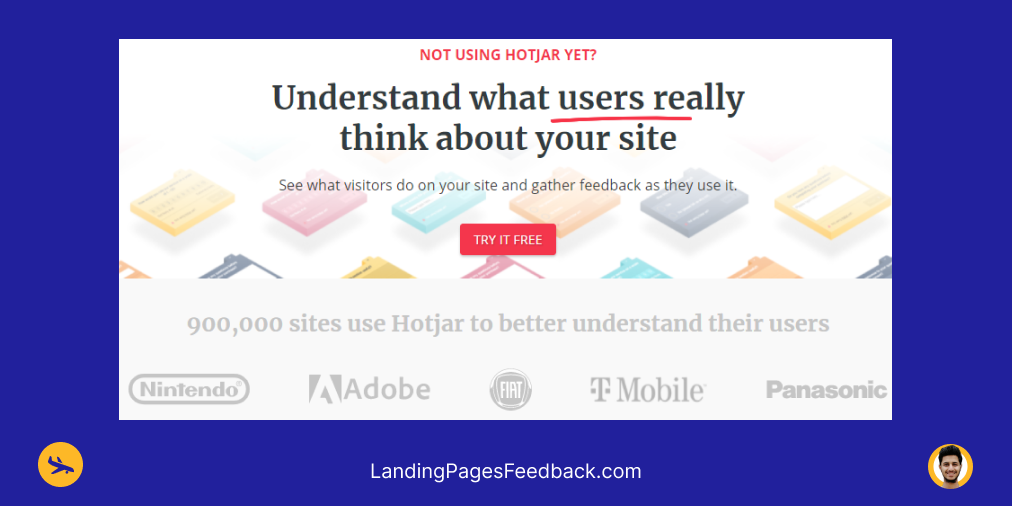 NOT USING HOTJAR YET?
Understand what users really
think about your site
See what visitors do on your site and gather feedback as they use it.
TRY IT FREE
900,000 sites use Hotjar to better understand their users
Nintendo®
Adobe
FIAT
T Mobile
Panasonic
LandingPagesFeedback.com